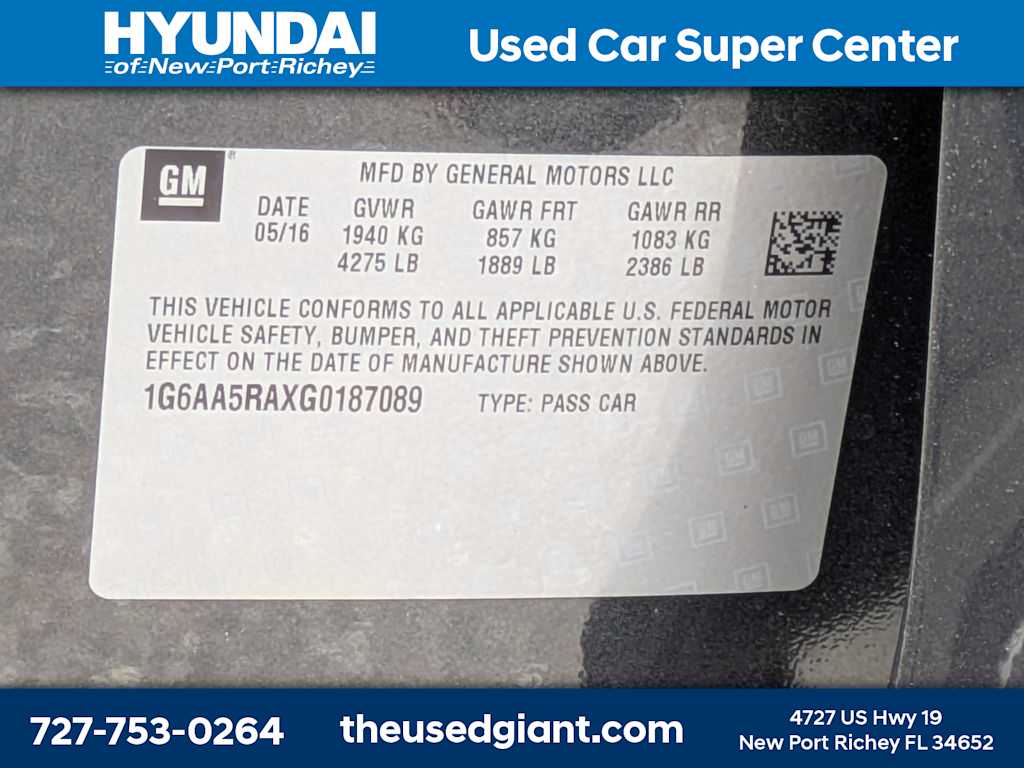 HYUNDAI
of New Port Richey
Used Car Super Center
GM
®
MFD BY GENERAL MOTORS LLC
DATE GVWR GAWR FRT GAWR RR
05/16 1940 KG 857 KG 1083 KG
4275 LB 1889 LB 2386 LB
THIS VEHICLE CONFORMS TO ALL APPLICABLE U.S. FEDERAL MOTOR
VEHICLE SAFETY, BUMPER, AND THEFT PREVENTION STANDARDS IN
EFFECT ON THE DATE OF MANUFACTURE SHOWN ABOVE.
1G6AA5RAXG0187089 TYPE: PASS CAR
GM
GM
GM
GM
727-753-0264
theusedgiant.com
4727 US Hwy 19
New Port Richey FL 34652